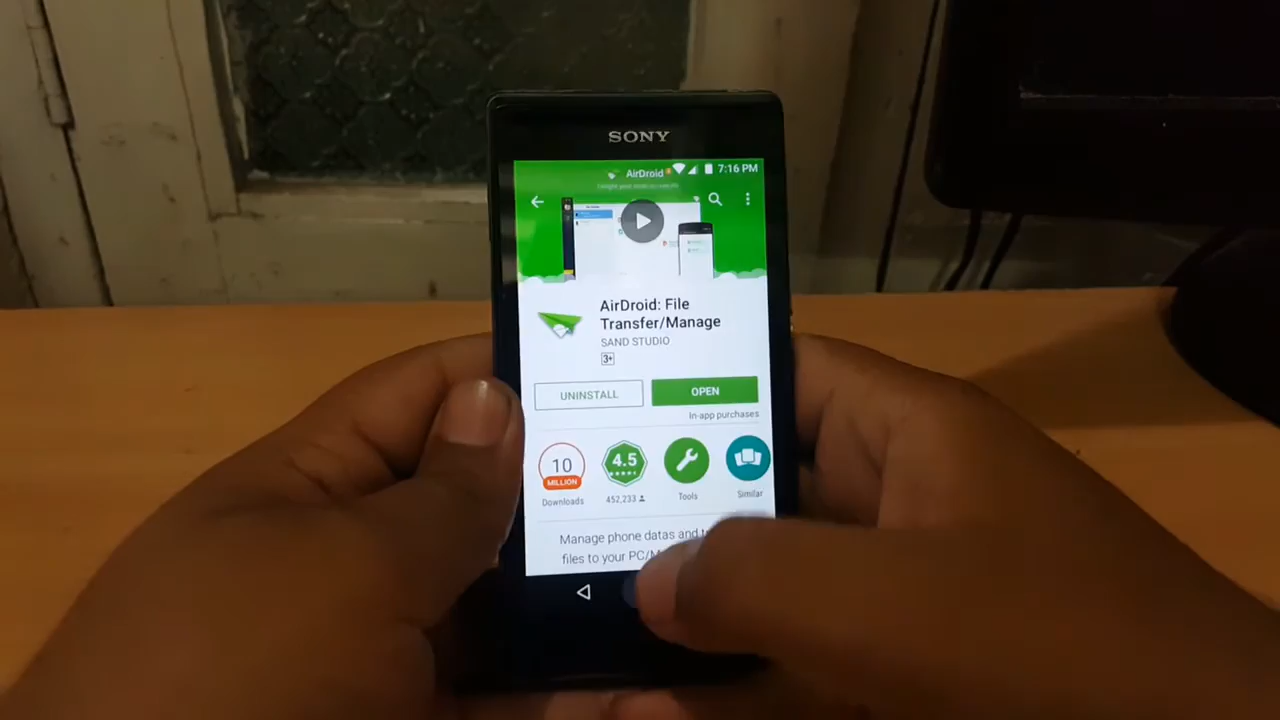 SONY
AirDroid
7:16 PM
AirDroid: File
Transfer/Manage
SAND STUDIO
3+
UNINSTALL
OPEN
In-app purchases
10
MILLION
4.5
Downloads
452,233
Tools
Similar
Manage phone datas and
files to your PC/M